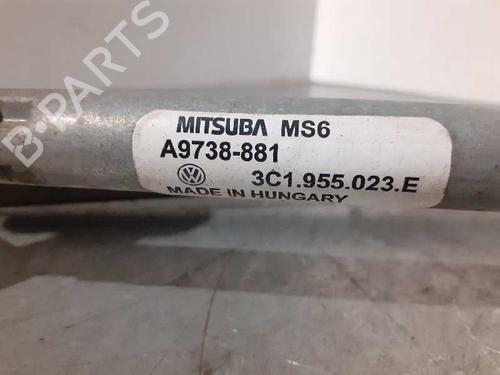 B-PARTS
MITSUBA MS6
A9738-881
3C1.955.023.E
MADE IN HUNGARY